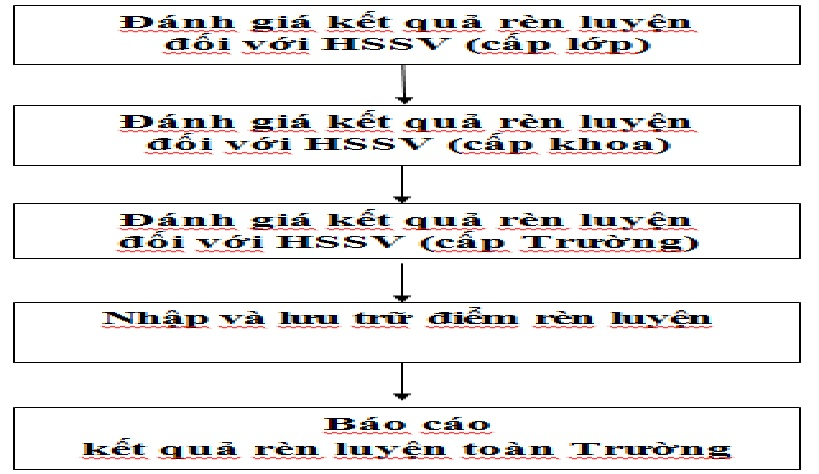 Đánh giá kết quả rèn luyện
đối với HSSV (cấp lớp)
Đánh giá kết quả rèn luyện
đối với HSSV (cấp khoa)
Đánh giá kết quả rèn luyện
đối với HSSV (cấp Trường)
Nhập và lưu trữ điểm rèn luyện
Báo cáo
kết quả rèn luyện toàn Trường